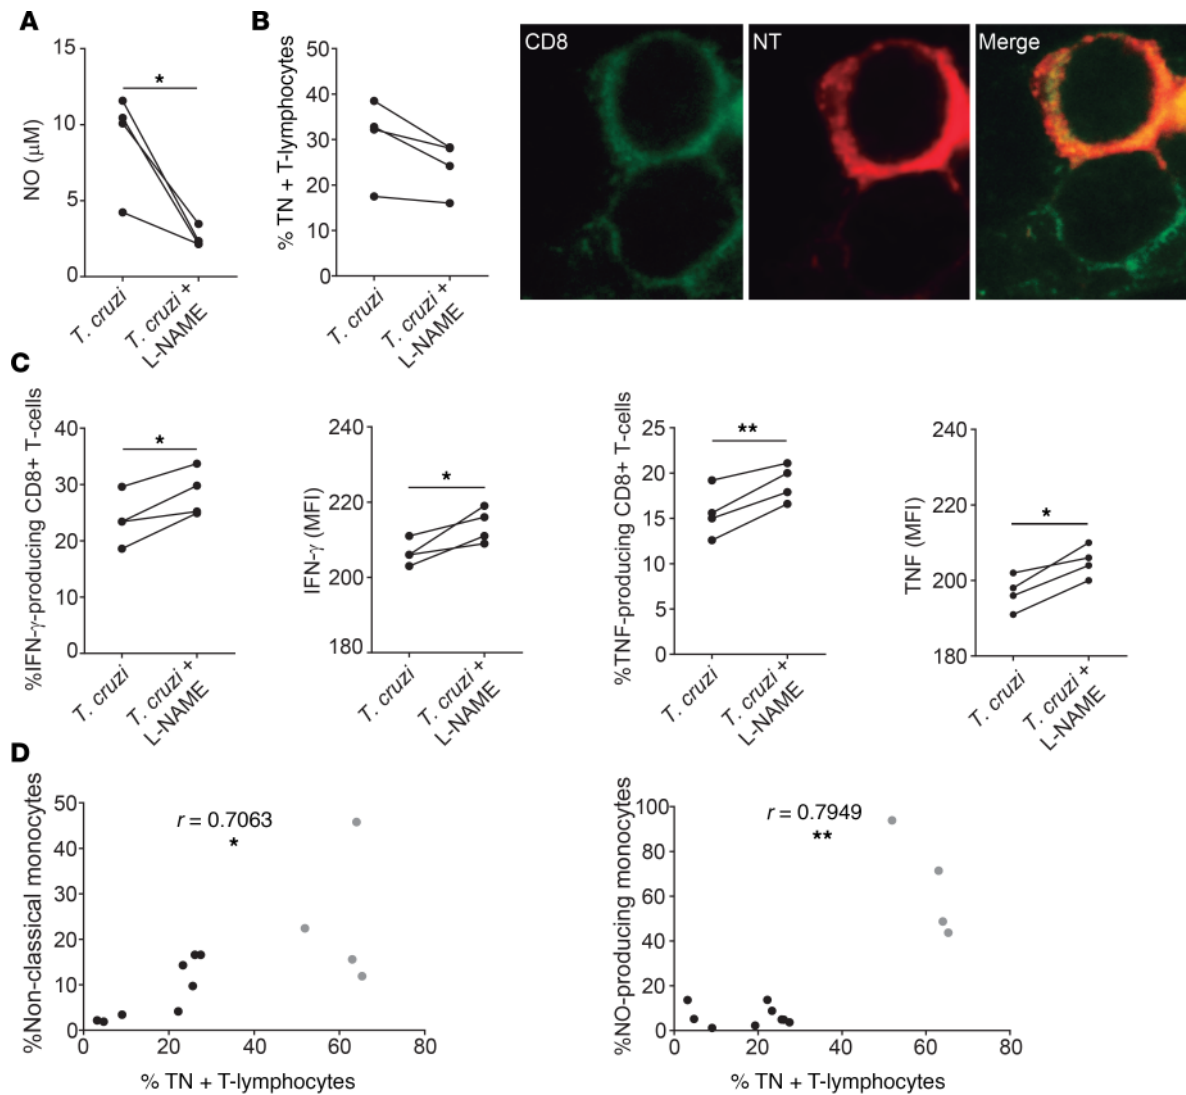 A
NO (μM)
15
10
5
0
*
T. cruzi
T. cruzi +
L-NAME
B
% TN + T-lymphocytes
50
40
30
20
10
0
T. cruzi
T. cruzi +
L-NAME
CD8
NT
Merge
C
%IFN-γ-producing CD8+ T-cells
40
30
20
10
0
*
T. cruzi
T. cruzi +
L-NAME
IFN-γ (MFI)
240
220
200
180
*
T. cruzi
T. cruzi +
L-NAME
%TNF-producing CD8+ T-cells
25
20
15
10
5
0
**
T. cruzi
T. cruzi +
L-NAME
TNF (MFI)
240
220
200
180
*
T. cruzi
T. cruzi +
L-NAME
D
%Non-classical monocytes
50
40
30
20
10
0
r = 0.7063
*
0 20 40 60 80
% TN + T-lymphocytes
%NO-producing monocytes
100
80
60
40
20
0
r = 0.7949
**
0 20 40 60 80
% TN + T-lymphocytes